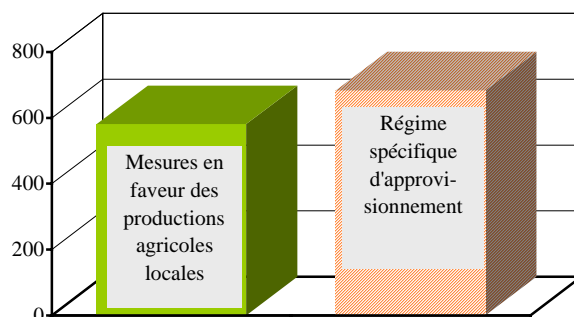 800
600
400
200
0
Mesures en
faveur des
productions
agricoles
locales
Régime
spécifique
d'approvi-
sionnement